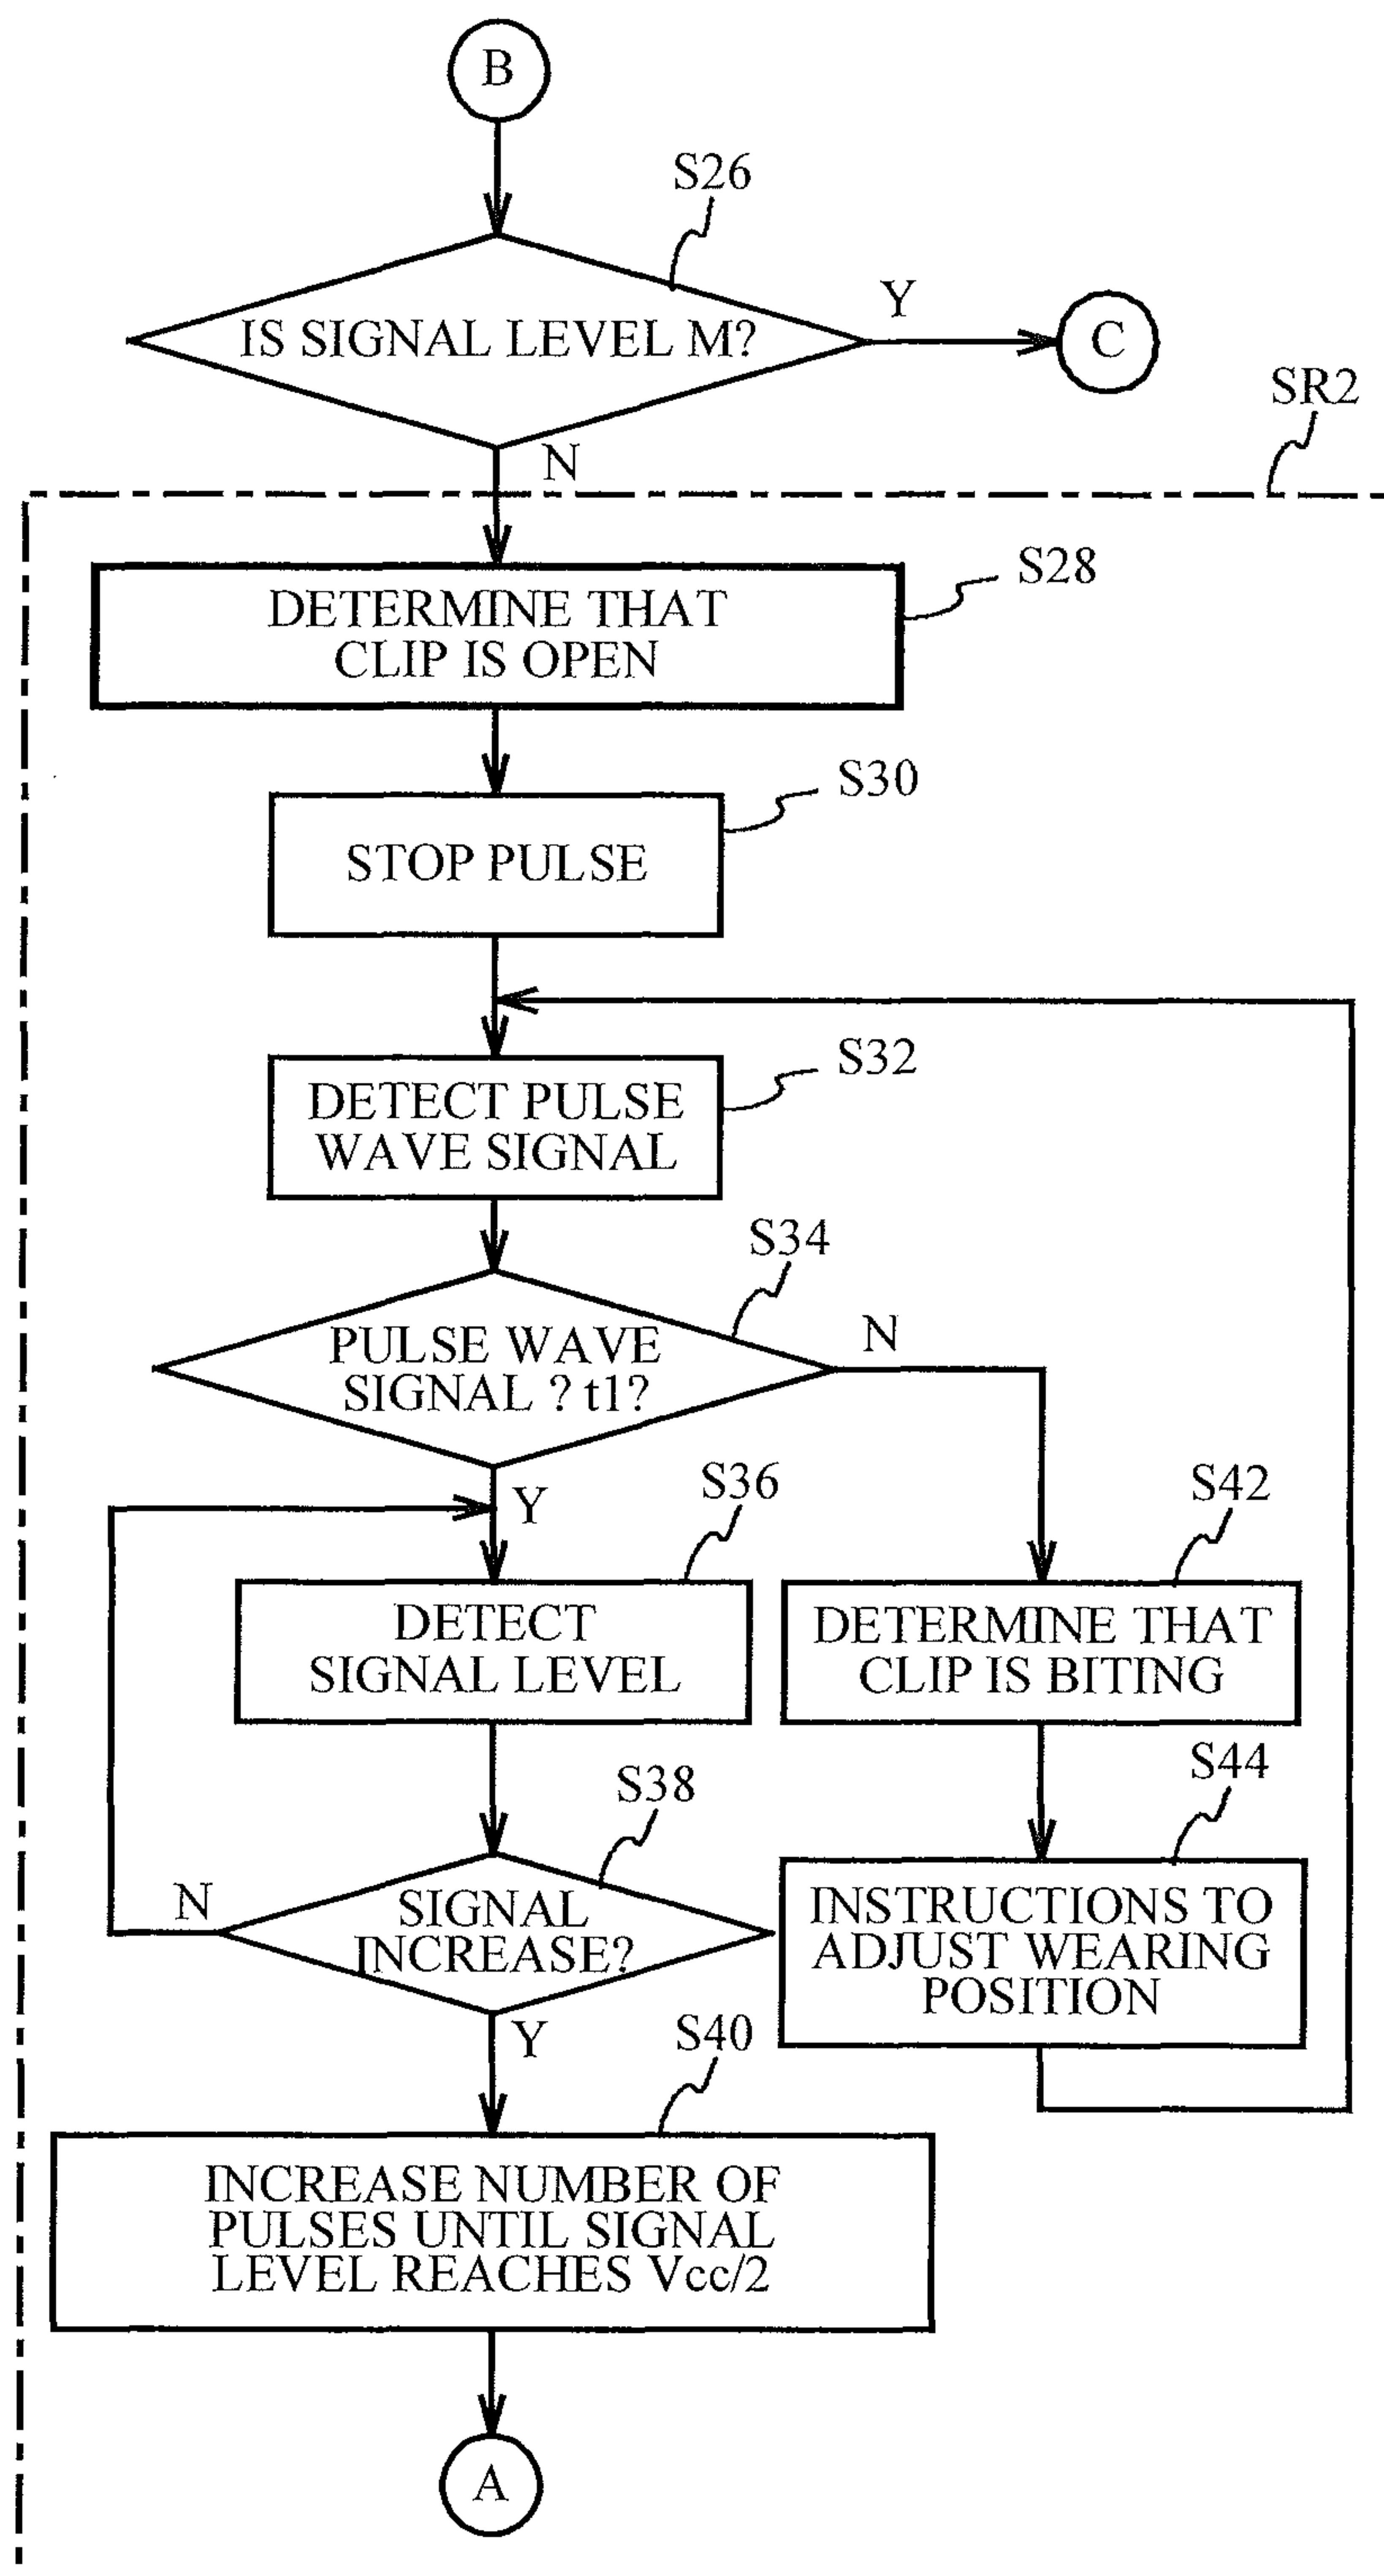 B
S26
IS SIGNAL LEVEL M?
Y
C
SR2
N
S28
DETERMINE THAT
CLIP IS OPEN
S30
STOP PULSE
S32
DETECT PULSE
WAVE SIGNAL
S34
PULSE WAVE
SIGNAL ? t1?
N
Y
S36
DETECT
SIGNAL LEVEL
S42
DETERMINE THAT
CLIP IS BITING
S38
SIGNAL
INCREASE?
N
Y
S44
INSTRUCTIONS TO
ADJUST WEARING
POSITION
S40
INCREASE NUMBER OF
PULSES UNTIL SIGNAL
LEVEL REACHES Vcc/2
A